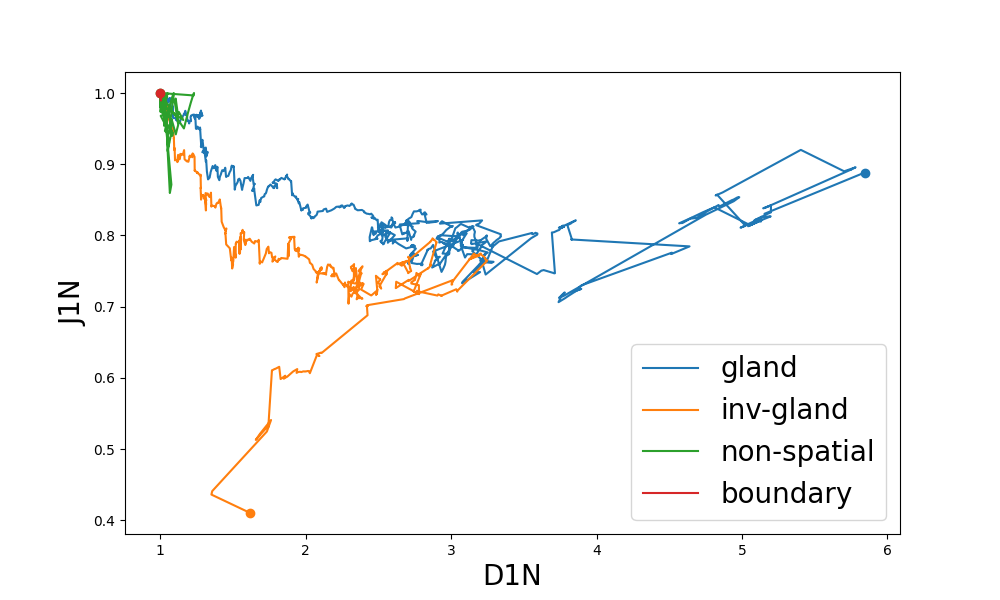 1.0
0.9
0.8
0.7
0.6
0.5
0.4
J1N
gland
inv-gland
non-spatial
boundary
1 2 3 4 5 6
D1N